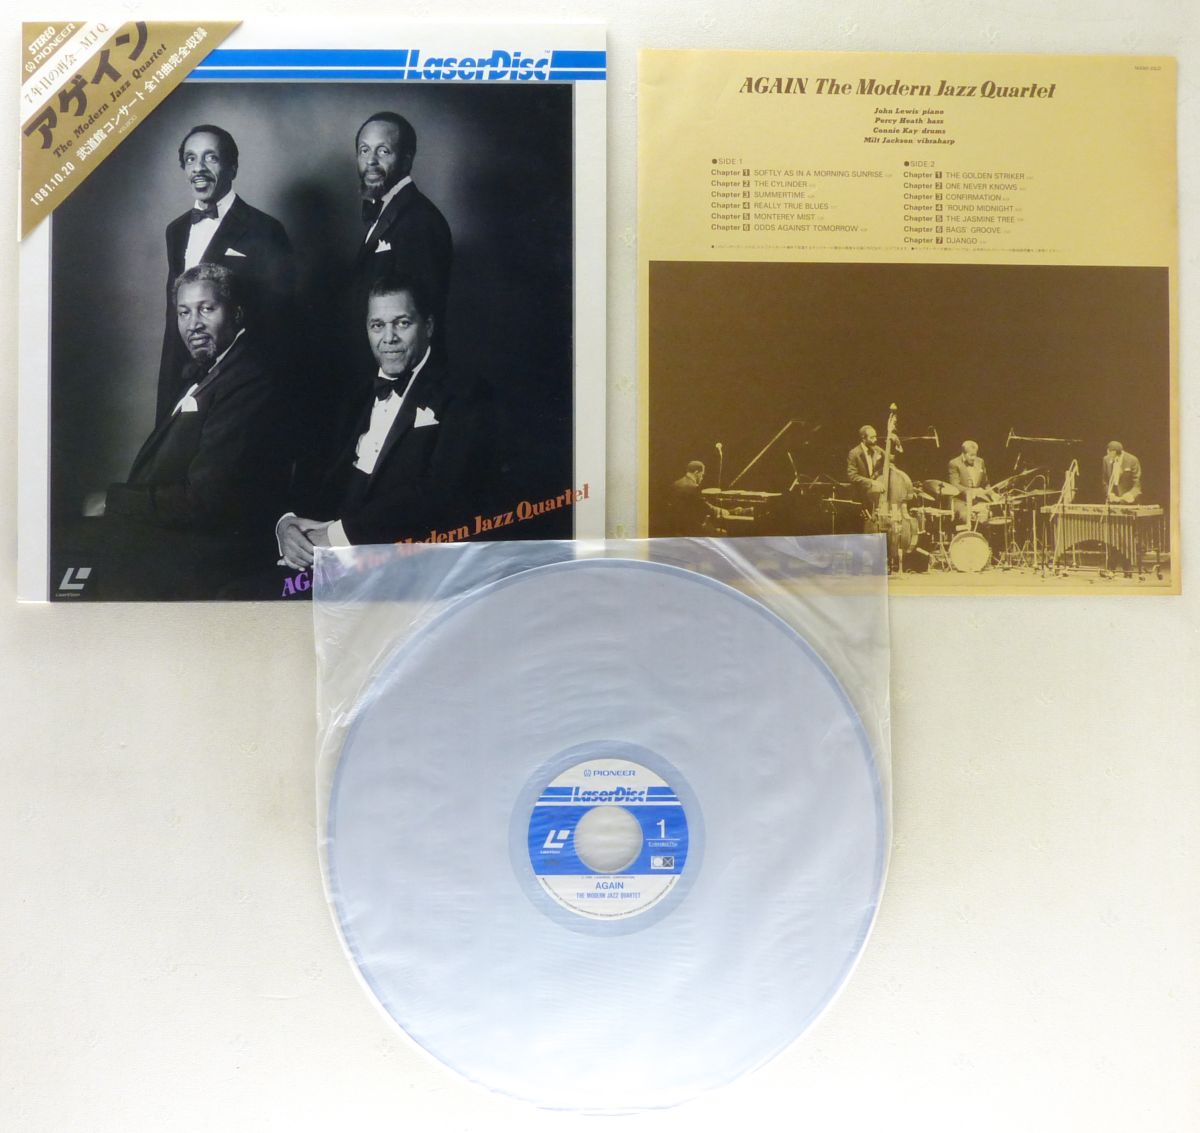 STEREO
PIONEER
7年目の再会—MJQ
アゲイン
The Modern Jazz Quartet
1981.10.20 武道館コンサート 全13曲完全収録
LaserDisc
AGAIN The Modern Jazz Quartet
LaserVision
AGAIN The Modern Jazz Quartet
John Lewis/piano
Percy Heath/bass
Connie Kay/drums
Milt Jackson/vibraharp
●SIDE:1
Chapter 1 SOFTLY AS IN A MORNING SUNRISE
Chapter 2 THE CYLINDER
Chapter 3 SUMMERTIME
Chapter 4 REALLY TRUE BLUES
Chapter 5 MONTEREY MIST
Chapter 6 ODDS AGAINST TOMORROW
●SIDE:2
Chapter 1 THE GOLDEN STRIKER
Chapter 2 ONE NEVER KNOWS
Chapter 3 CONFIRMATION
Chapter 4 'ROUND MIDNIGHT
Chapter 5 THE JASMINE TREE
Chapter 6 BAGS' GROOVE
Chapter 7 DJANGO
PIONEER
LaserDisc
LaserVision
1
Extended Play
CX
AGAIN
THE MODERN JAZZ QUARTET